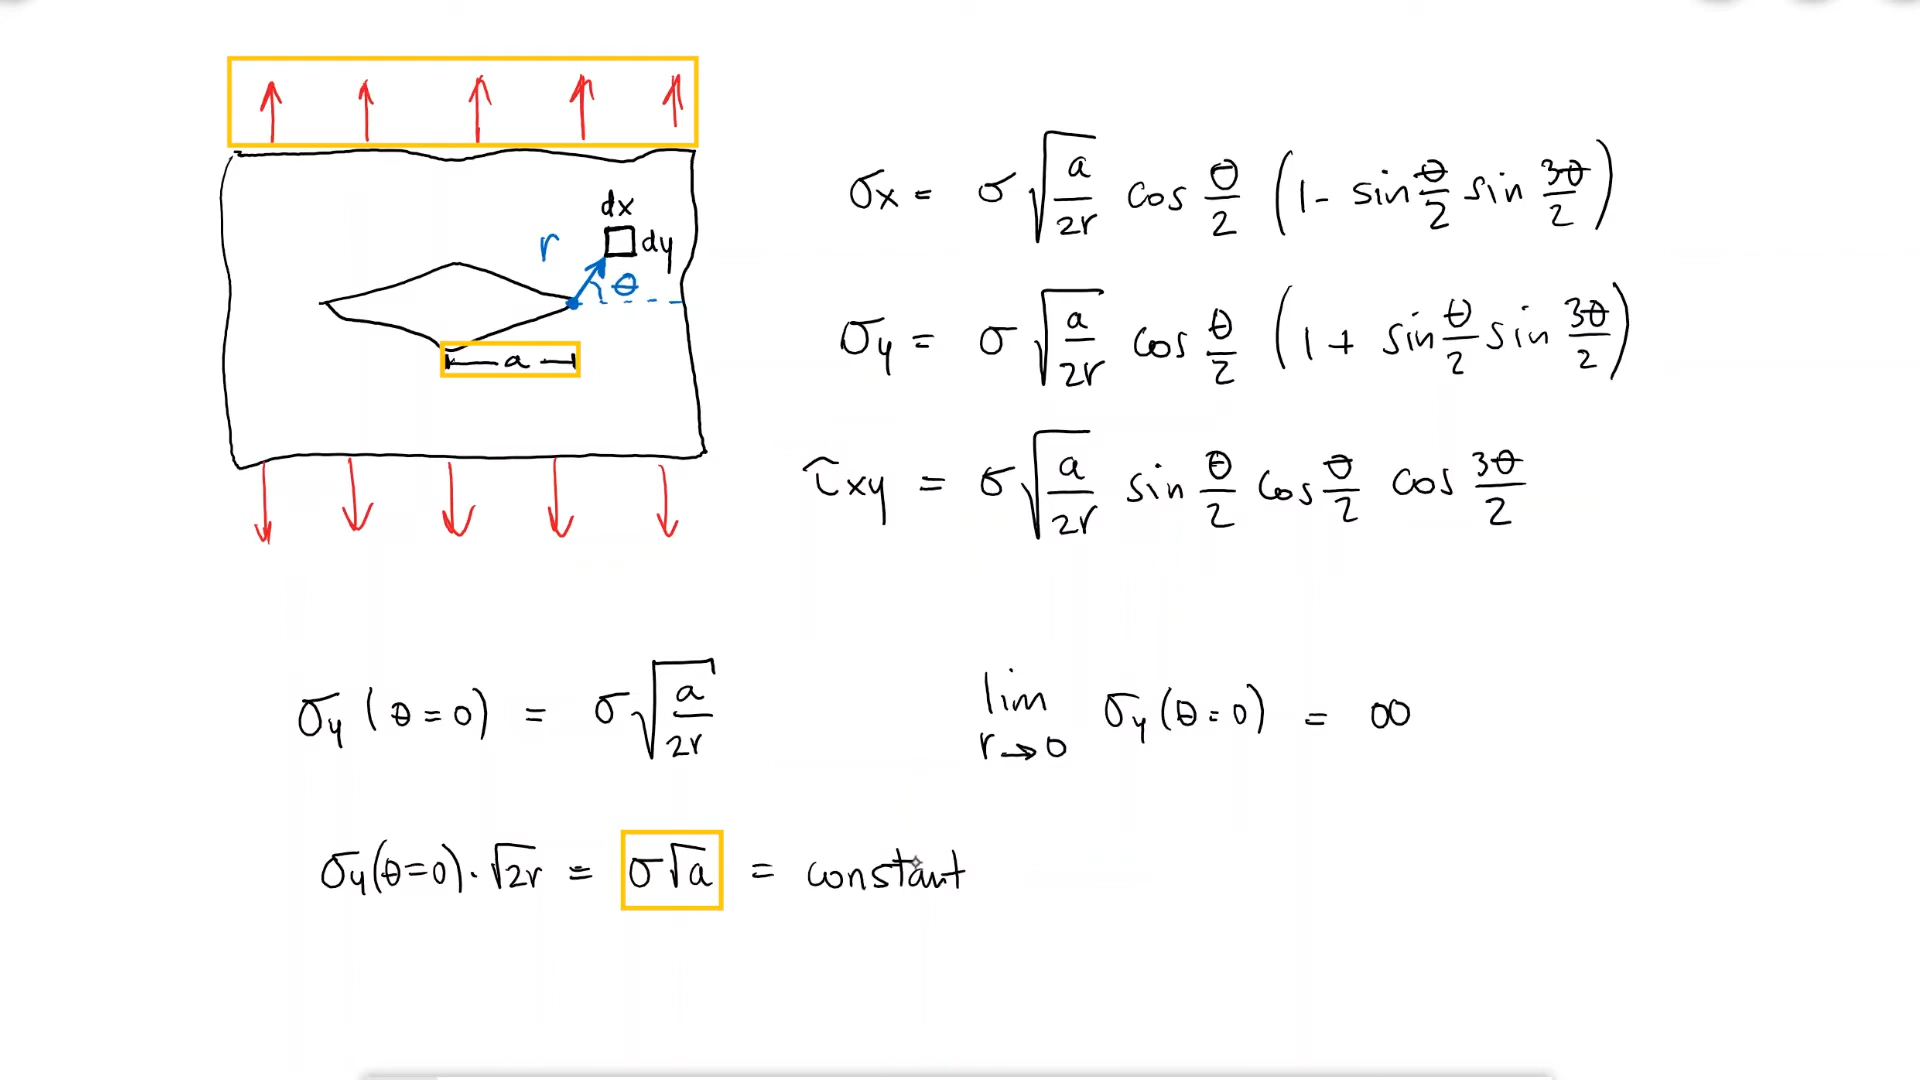 dx
r dy
θ
a
σx = σ √(a/2r) cos θ/2 (1 - sin θ/2 sin 3θ/2)
σy = σ √(a/2r) cos θ/2 (1 + sin θ/2 sin 3θ/2)
τxy = σ √(a/2r) sin θ/2 cos θ/2 cos 3θ/2
σy (θ = 0) = σ √(a/2r)
lim r→0 σy (θ = 0) = ∞
σy (θ=0) · √2r = σ√a = constant